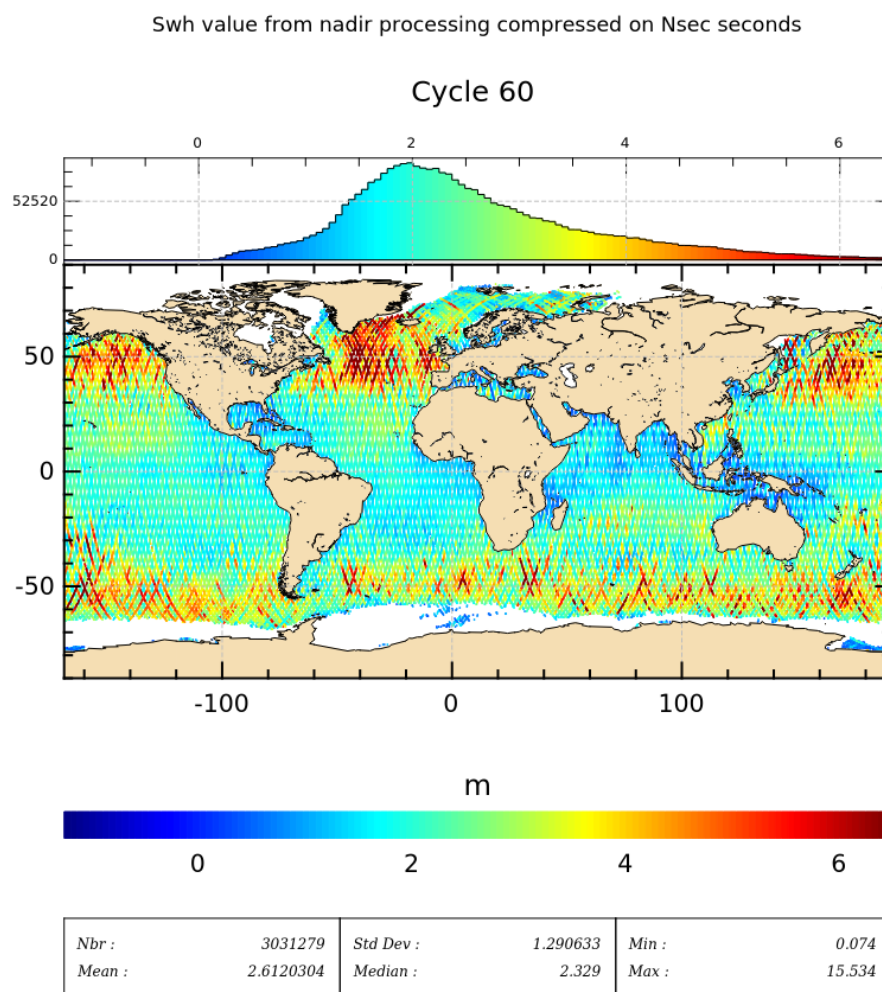 Swh value from nadir processing compressed on Nsec seconds
Cycle 60
0 2 4 6
52520
0
50
0
-50
-100 0 100
m
0 2 4 6
Nbr : 3031279 Std Dev : 1.290633 Min : 0.074
Mean : 2.6120304 Median : 2.329 Max : 15.534